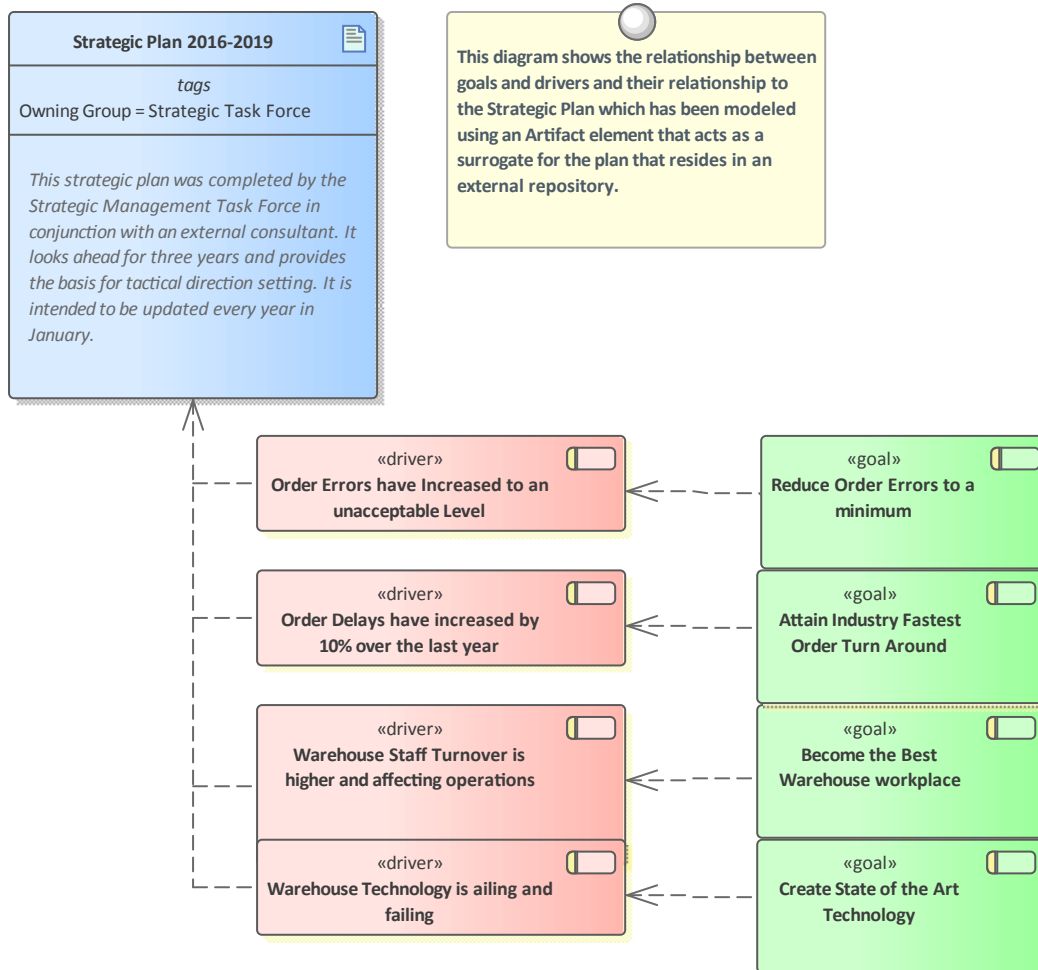 Strategic Plan 2016-2019
tags
Owning Group = Strategic Task Force
This strategic plan was completed by the
Strategic Management Task Force in
conjunction with an external consultant. It
looks ahead for three years and provides
the basis for tactical direction setting. It is
intended to be updated every year in
January.
This diagram shows the relationship between
goals and drivers and their relationship to
the Strategic Plan which has been modeled
using an Artifact element that acts as a
surrogate for the plan that resides in an
external repository.
«driver»
Order Errors have Increased to an
unacceptable Level
«goal»
Reduce Order Errors to a
minimum
«driver»
Order Delays have increased by
10% over the last year
«goal»
Attain Industry Fastest
Order Turn Around
«driver»
Warehouse Staff Turnover is
higher and affecting operations
«goal»
Become the Best
Warehouse workplace
«driver»
Warehouse Technology is ailing and
failing
«goal»
Create State of the Art
Technology